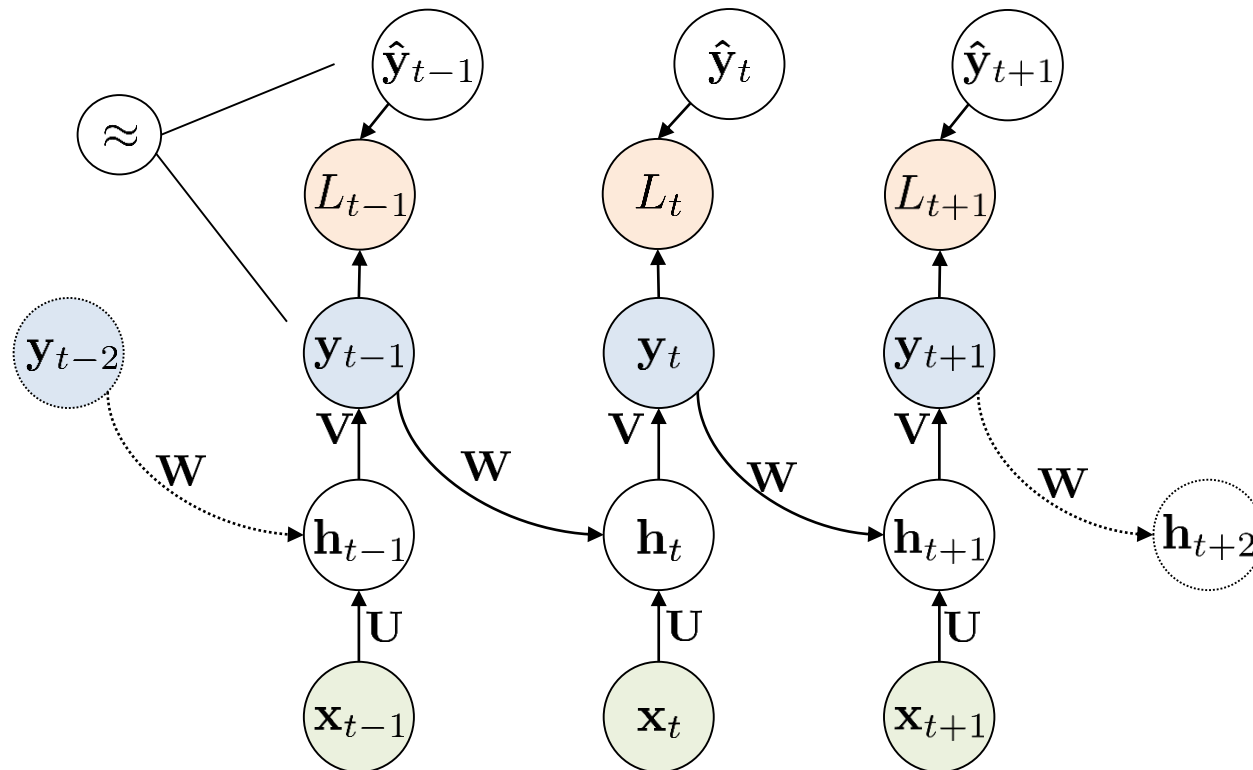 ŷ_{t−1} ŷ_t ŷ_{t+1}
≈
L_{t−1} L_t L_{t+1}
y_{t−2} y_{t−1} y_t y_{t+1}
V V V
W W W W
h_{t−1} h_t h_{t+1} h_{t+2}
U U U
x_{t−1} x_t x_{t+1}